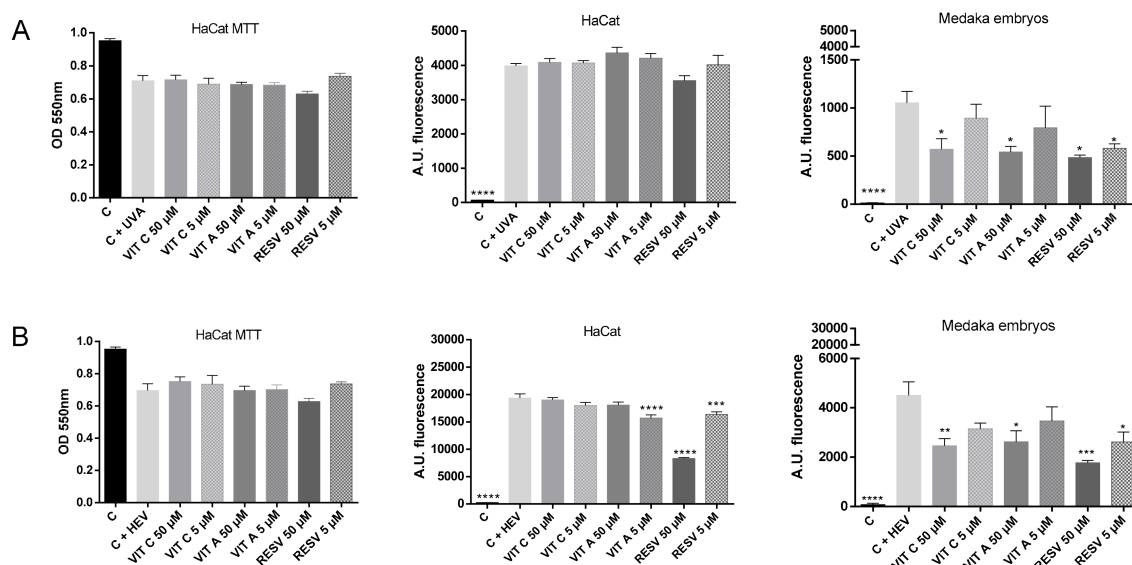 A
HaCat MTT
OD 550nm
1.0
0.8
0.6
0.4
0.2
0.0
C
C + UVA
VIT C 50 µM
VIT C 5 µM
VIT A 50 µM
VIT A 5 µM
RESV 50 µM
RESV 5 µM
HaCat
A.U. fluorescence
5000
4000
3000
2000
1000
0
****
C
C + UVA
VIT C 50 µM
VIT C 5 µM
VIT A 50 µM
VIT A 5 µM
RESV 50 µM
RESV 5 µM
Medaka embryos
A.U. fluorescence
5000
4000
1500
1000
500
0
****
*
*
*
*
C
C + UVA
VIT C 50 µM
VIT C 5 µM
VIT A 50 µM
VIT A 5 µM
RESV 50 µM
RESV 5 µM
B
HaCat MTT
OD 550nm
1.0
0.8
0.6
0.4
0.2
0.0
C
C + HEV
VIT C 50 µM
VIT C 5 µM
VIT A 50 µM
VIT A 5 µM
RESV 50 µM
RESV 5 µM
HaCat
A.U. fluorescence
30000
25000
20000
15000
10000
5000
0
****
****
****
***
C
C + HEV
VIT C 50 µM
VIT C 5 µM
VIT A 50 µM
VIT A 5 µM
RESV 50 µM
RESV 5 µM
Medaka embryos
A.U. fluorescence
30000
20000
6000
4000
2000
0
****
**
*
***
*
C
C + HEV
VIT C 50 µM
VIT C 5 µM
VIT A 50 µM
VIT A 5 µM
RESV 50 µM
RESV 5 µM